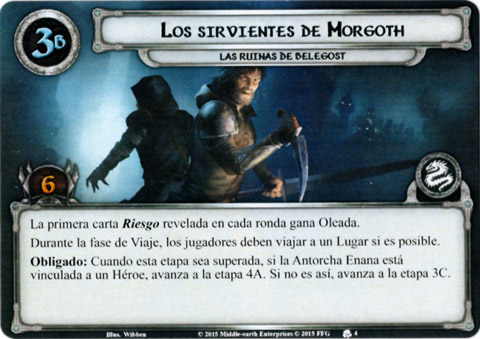 3B
Los sirvientes de Morgoth
Las ruinas de Belegost
6
La primera carta Riesgo revelada en cada ronda gana Oleada.
Durante la fase de Viaje, los jugadores deben viajar a un Lugar si es posible.
Obligado: Cuando esta etapa sea superada, si la Antorcha Enana está
vinculada a un Héroe, avanza a la etapa 4A. Si no es así, avanza a la etapa 3C.
Illus. Wibben
© 2015 Middle-earth Enterprises © 2015 FFG
4